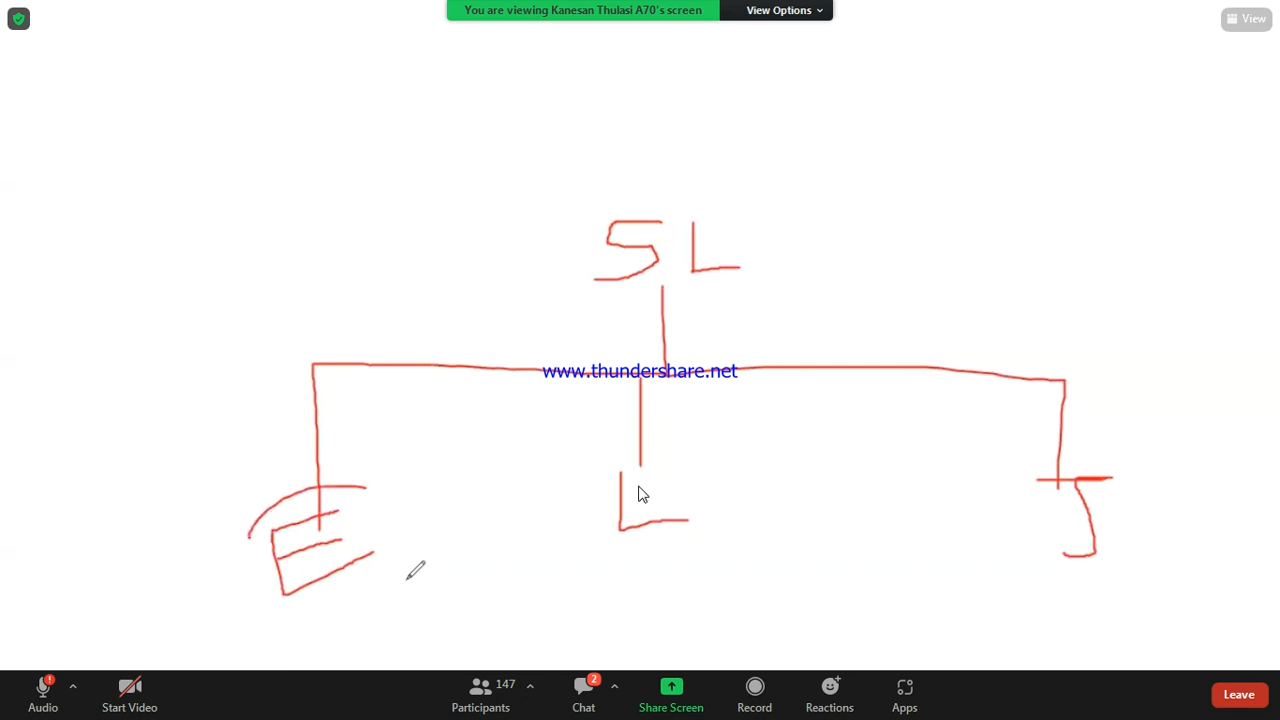 You are viewing Kanesan Thulasi A70's screen
View Options
View
SL
www.thundershare.net
E
L
J
Audio
Start Video
147
Participants
2
Chat
Share Screen
Record
Reactions
Apps
Leave